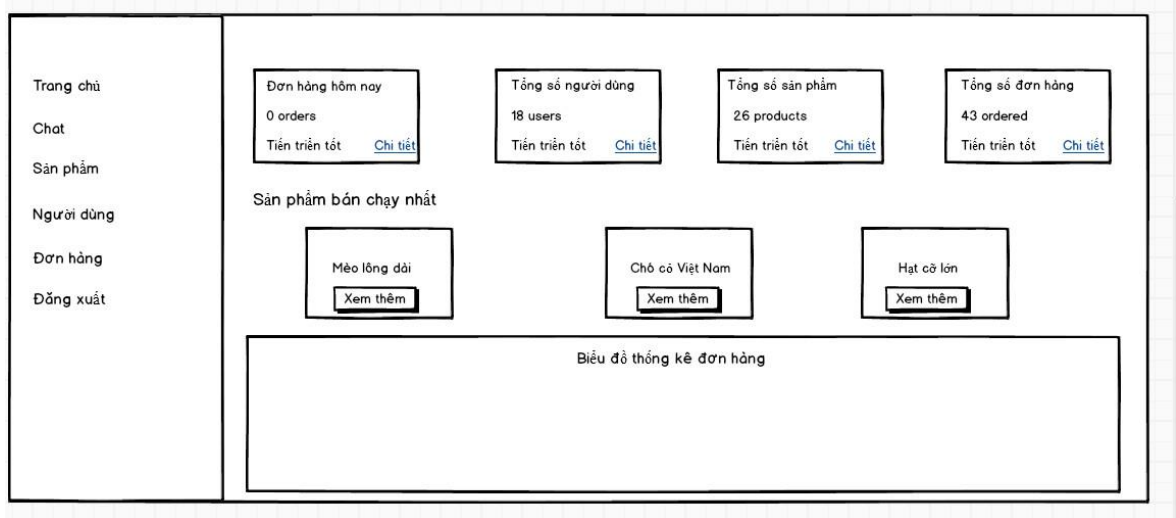 Trang chủ
Chat
Sản phẩm
Người dùng
Đơn hàng
Đăng xuất
Đơn hàng hôm nay
0 orders
Tiến triển tốt Chi tiết
Tổng số người dùng
18 users
Tiến triển tốt Chi tiết
Tổng số sản phẩm
26 products
Tiến triển tốt Chi tiết
Tổng số đơn hàng
43 ordered
Tiến triển tốt Chi tiết
Sản phẩm bán chạy nhất
Mèo lông dài
Xem thêm
Chó cỏ Việt Nam
Xem thêm
Hạt cỡ lớn
Xem thêm
Biểu đồ thống kê đơn hàng